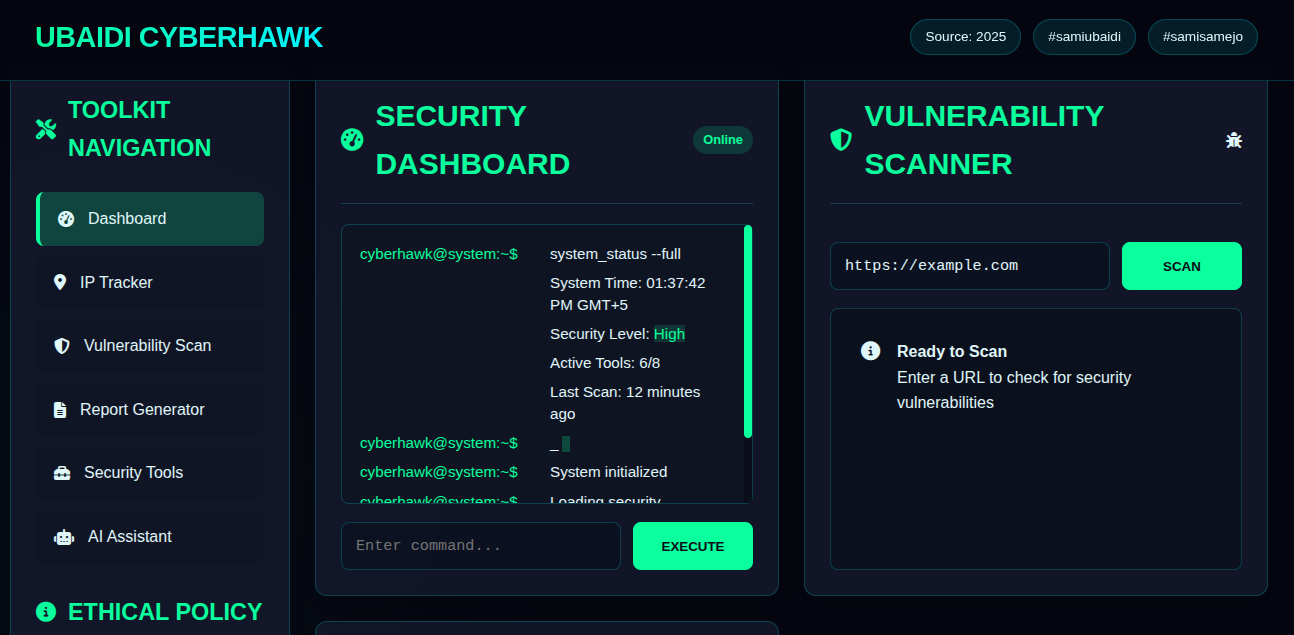 UBAIDI CYBERHAWK
Source: 2025
#samiubaidi
#samisamejo
TOOLKIT
NAVIGATION
Dashboard
IP Tracker
Vulnerability Scan
Report Generator
Security Tools
AI Assistant
ETHICAL POLICY
SECURITY
DASHBOARD
Online
cyberhawk@system:~$ system_status --full
System Time: 01:37:42
PM GMT+5
Security Level: High
Active Tools: 6/8
Last Scan: 12 minutes
ago
cyberhawk@system:~$ _
cyberhawk@system:~$ System initialized
cyberhawk@system:~$ Loading security
Enter command...
EXECUTE
VULNERABILITY
SCANNER
https://example.com
SCAN
Ready to Scan
Enter a URL to check for security
vulnerabilities